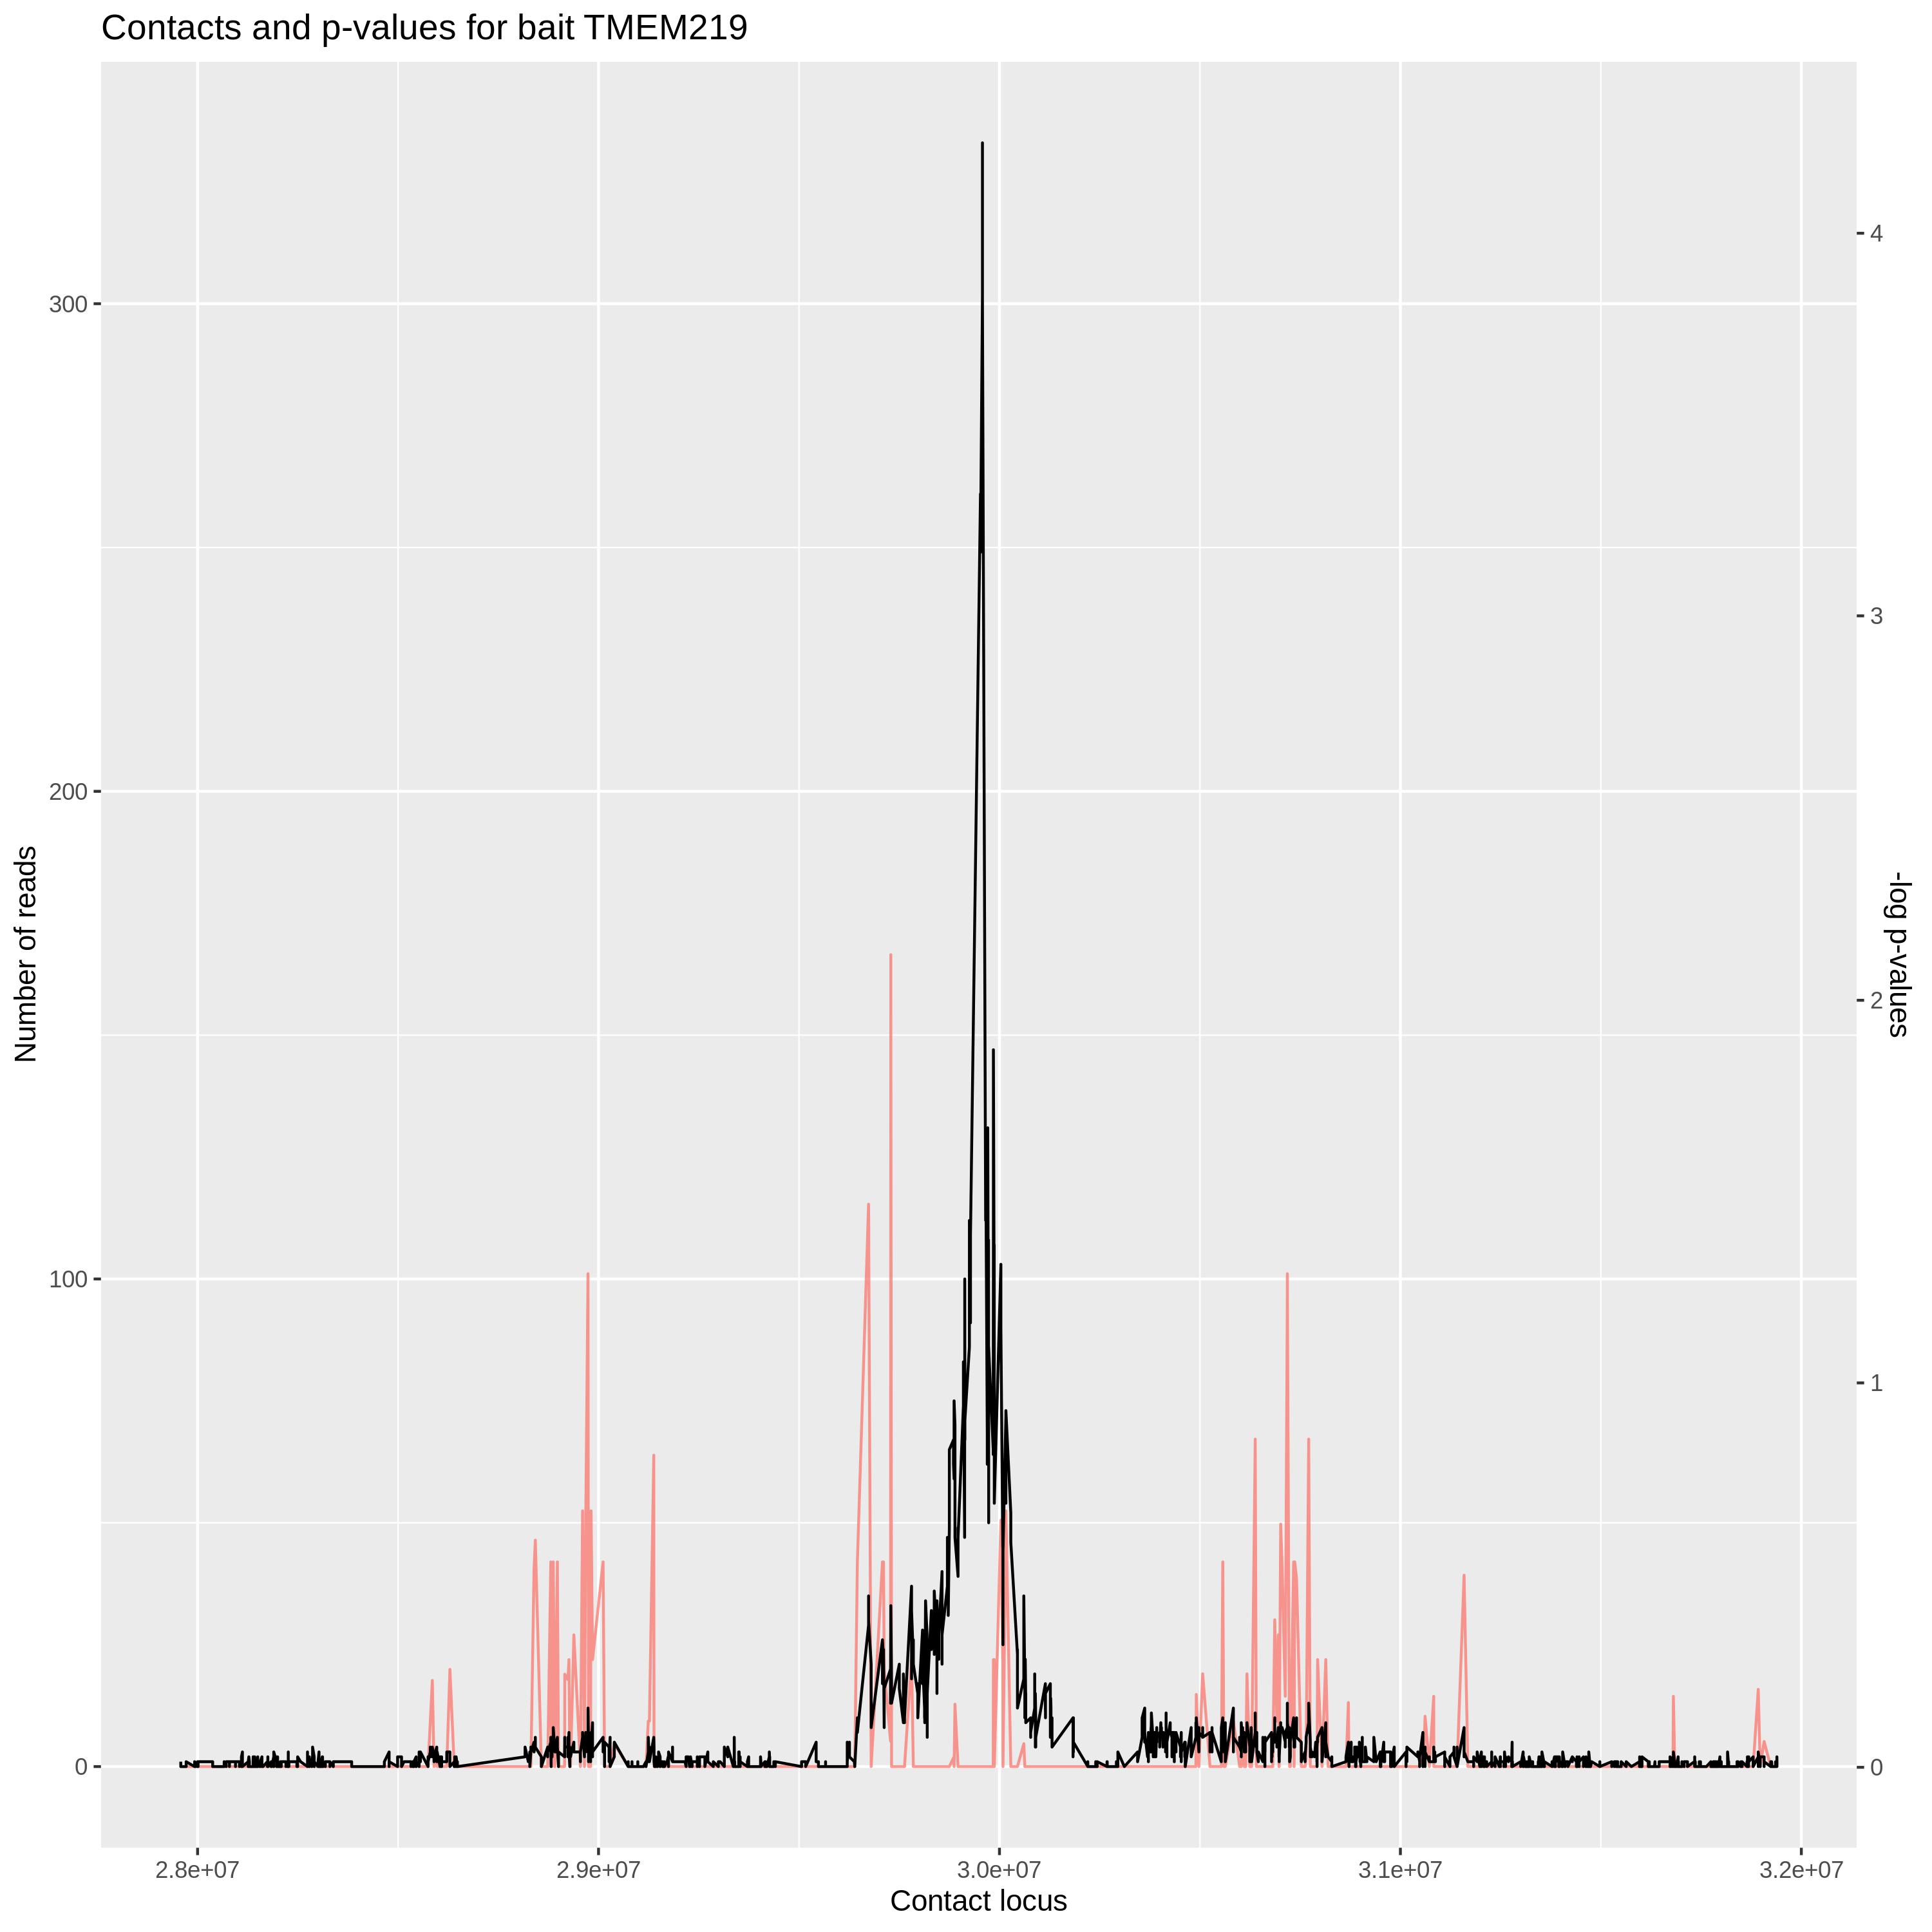 Contacts and p-values for bait TMEM219
Number of reads
300
200
100
0
4
3
2
1
0
-log p-values
2.8e+07
2.9e+07
3.0e+07
3.1e+07
3.2e+07
Contact locus